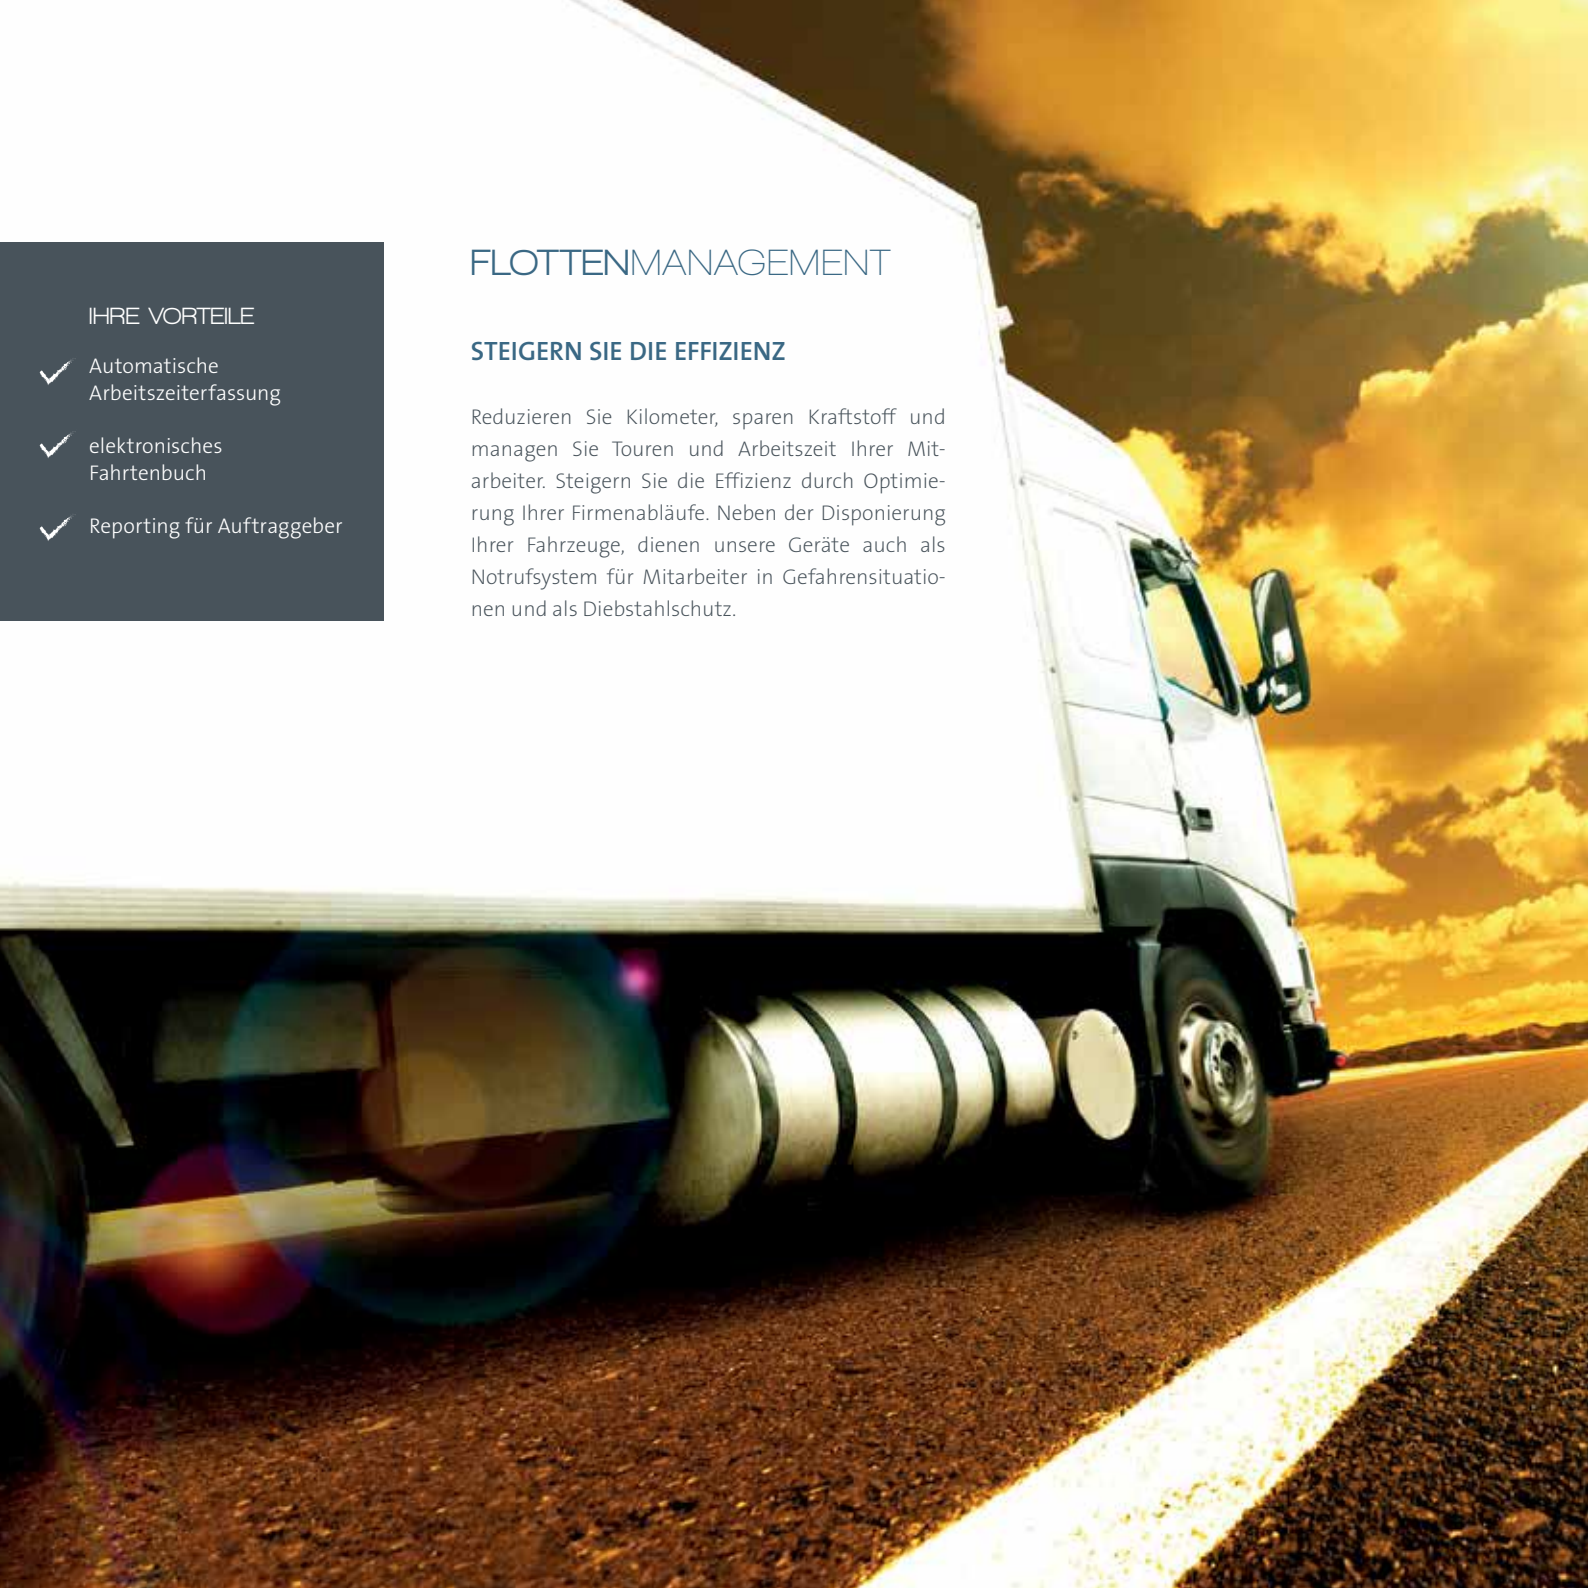 FLOTTENMANAGEMENT
IHRE VORTEILE
Automatische
Arbeitszeiterfassung
elektronisches
Fahrtenbuch
Reporting für Auftraggeber
STEIGERN SIE DIE EFFIZIENZ
Reduzieren Sie Kilometer, sparen Kraftstoff und
managen Sie Touren und Arbeitszeit Ihrer Mit-
arbeiter. Steigern Sie die Effizienz durch Optimie-
rung Ihrer Firmenabläufe. Neben der Disponierung
Ihrer Fahrzeuge, dienen unsere Geräte auch als
Notrufsystem für Mitarbeiter in Gefahrensituatio-
nen und als Diebstahlschutz.